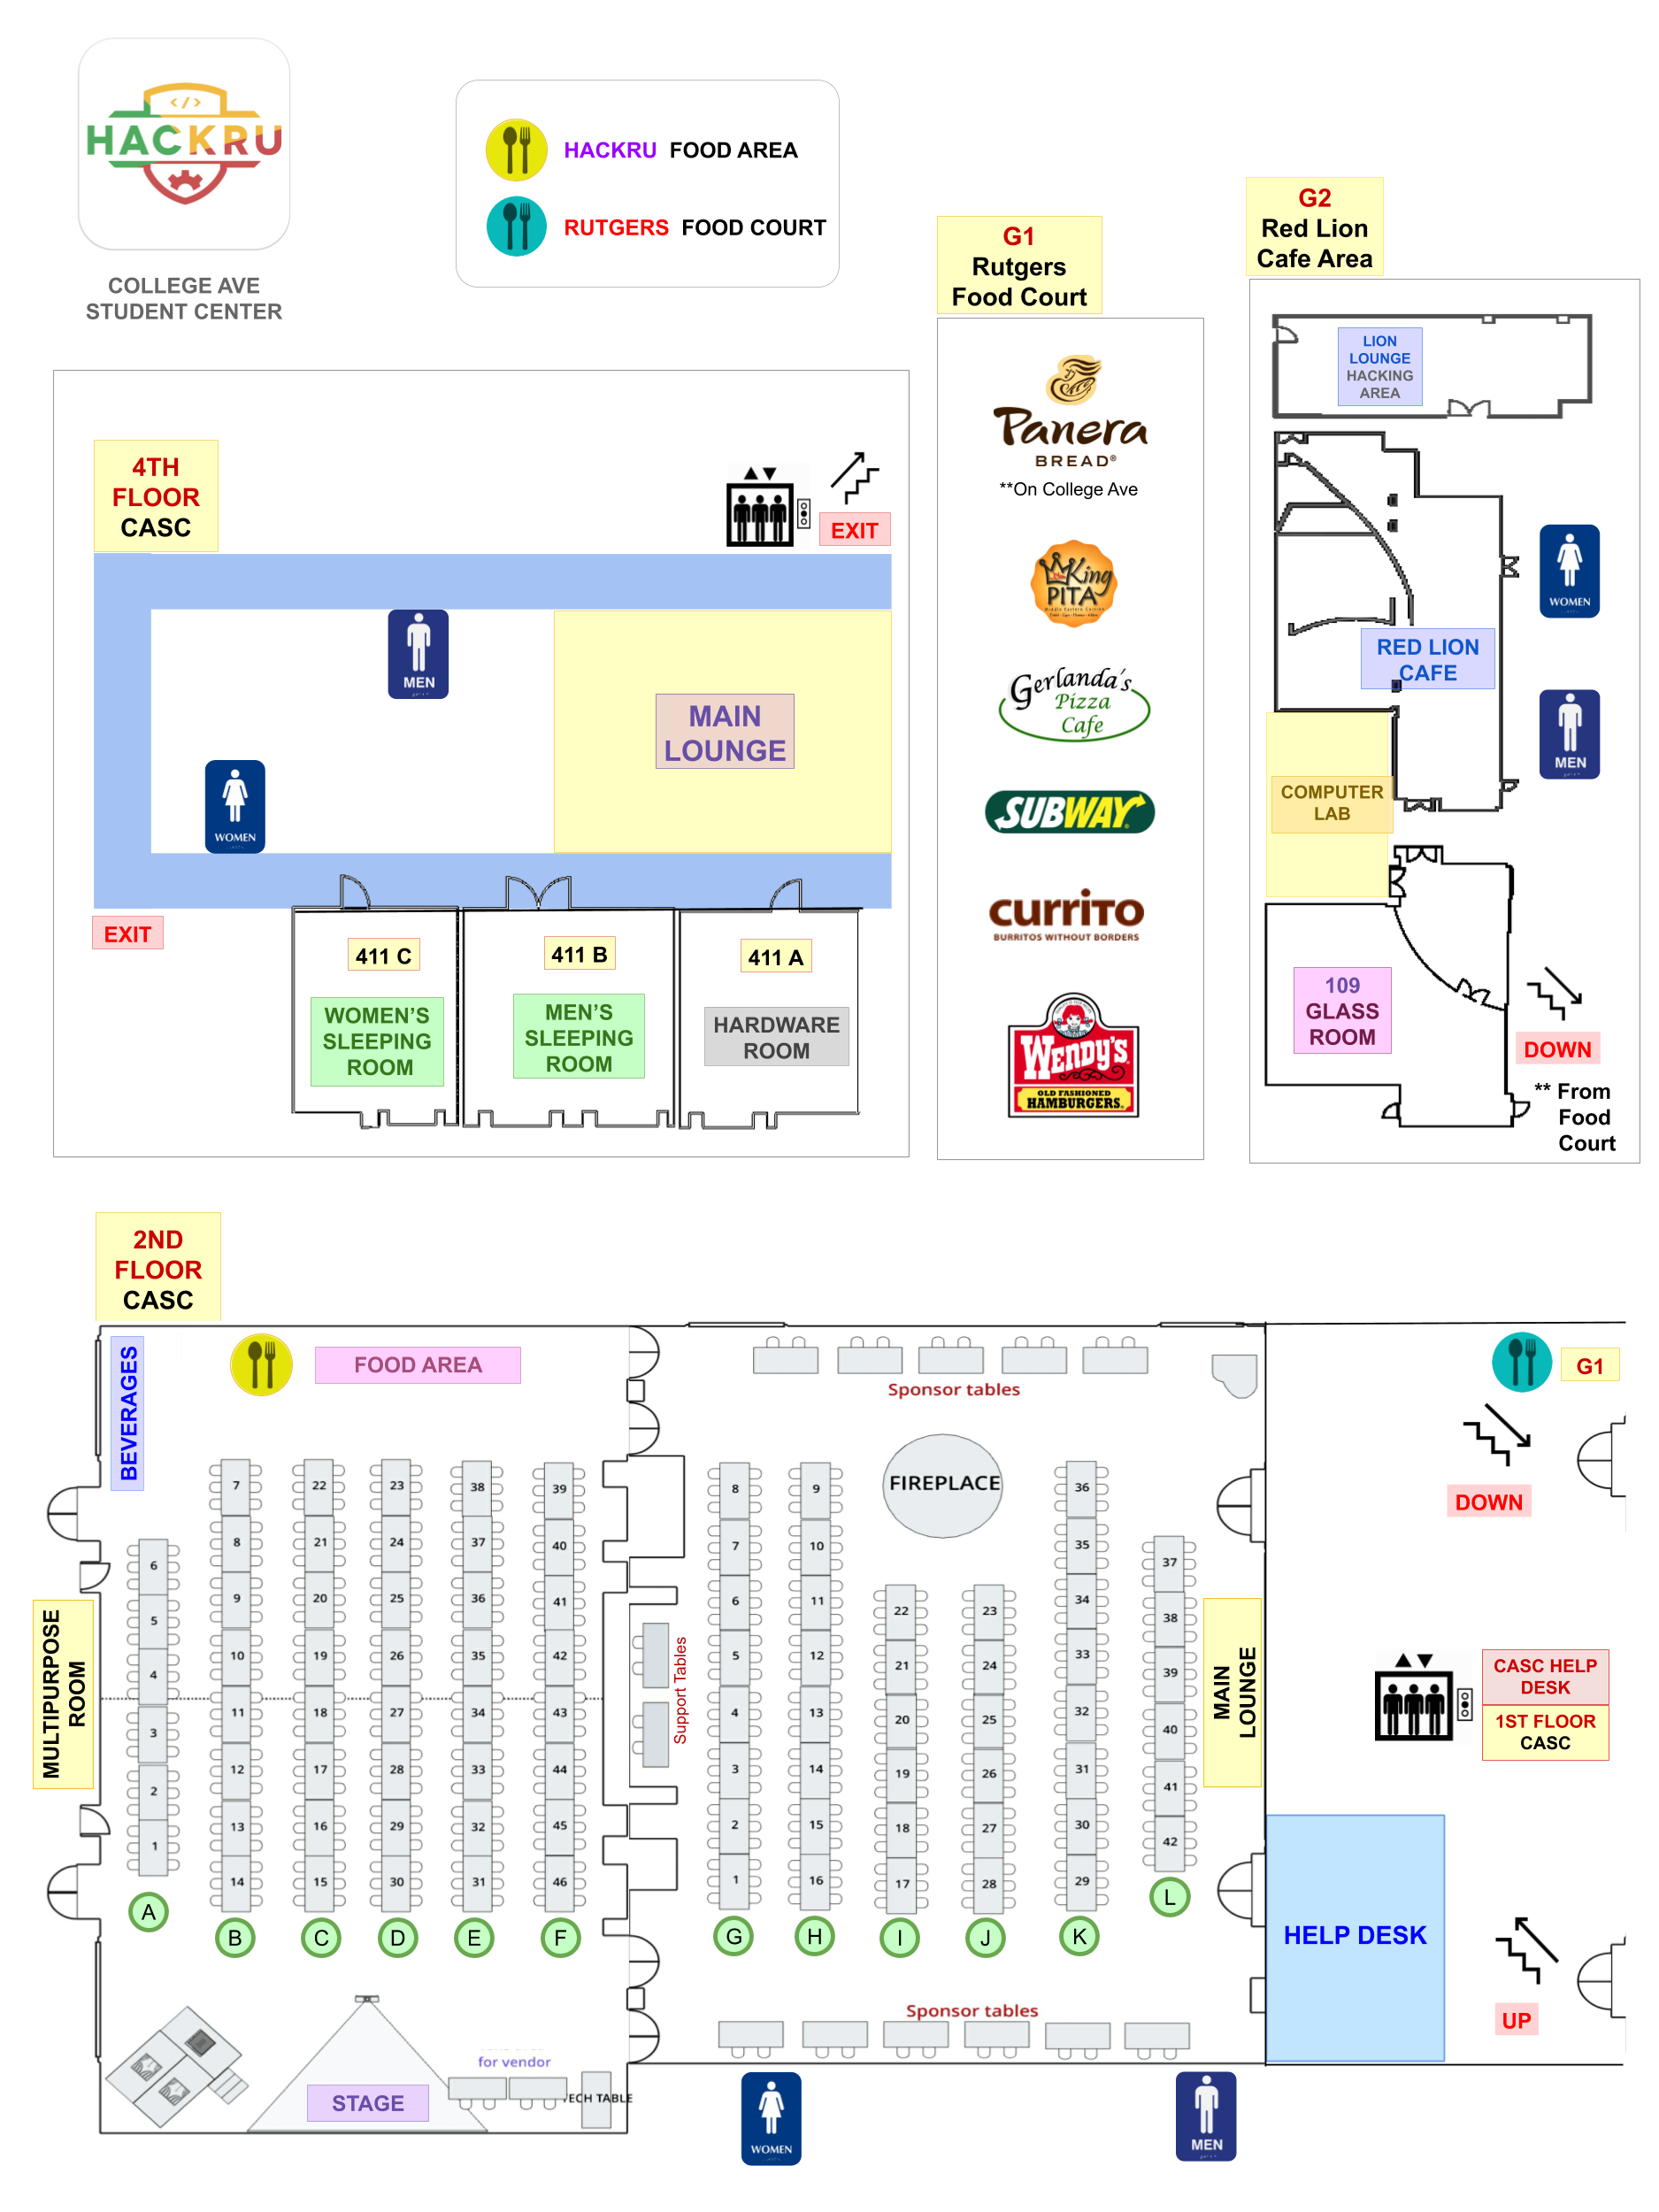 </>
HACKRU
COLLEGE AVE
STUDENT CENTER
HACKRU FOOD AREA
RUTGERS FOOD COURT
G1
Rutgers
Food Court
G2
Red Lion
Cafe Area
4TH
FLOOR
CASC
EXIT
MEN
MAIN
LOUNGE
WOMEN
EXIT
411 C
WOMEN'S
SLEEPING
ROOM
411 B
MEN'S
SLEEPING
ROOM
411 A
HARDWARE
ROOM
Panera
BREAD®
**On College Ave
King
PITA
Gerlanda's
Pizza
Cafe
SUBWAY
currito
BURRITOS WITHOUT BORDERS
WENDY'S
OLD FASHIONED
HAMBURGERS
LION
LOUNGE
HACKING
AREA
WOMEN
RED LION
CAFE
MEN
COMPUTER
LAB
109
GLASS
ROOM
DOWN
** From
Food
Court
2ND
FLOOR
CASC
BEVERAGES
FOOD AREA
MULTIPURPOSE
ROOM
6
5
4
3
2
1
A
7
8
9
10
11
12
13
14
B
22
21
20
19
18
17
16
15
C
23
24
25
26
27
28
29
30
D
38
37
36
35
34
33
32
31
E
39
40
41
42
43
44
45
46
F
STAGE
for vendor
TECH TABLE
Support Tables
Sponsor tables
FIREPLACE
8
7
6
5
4
3
2
1
G
9
10
11
12
13
14
15
16
H
22
21
20
19
18
17
I
23
24
25
26
27
28
J
36
35
34
33
32
31
30
29
K
37
38
39
40
41
42
L
MAIN
LOUNGE
Sponsor tables
WOMEN
MEN
G1
DOWN
CASC HELP
DESK
1ST FLOOR
CASC
HELP DESK
UP